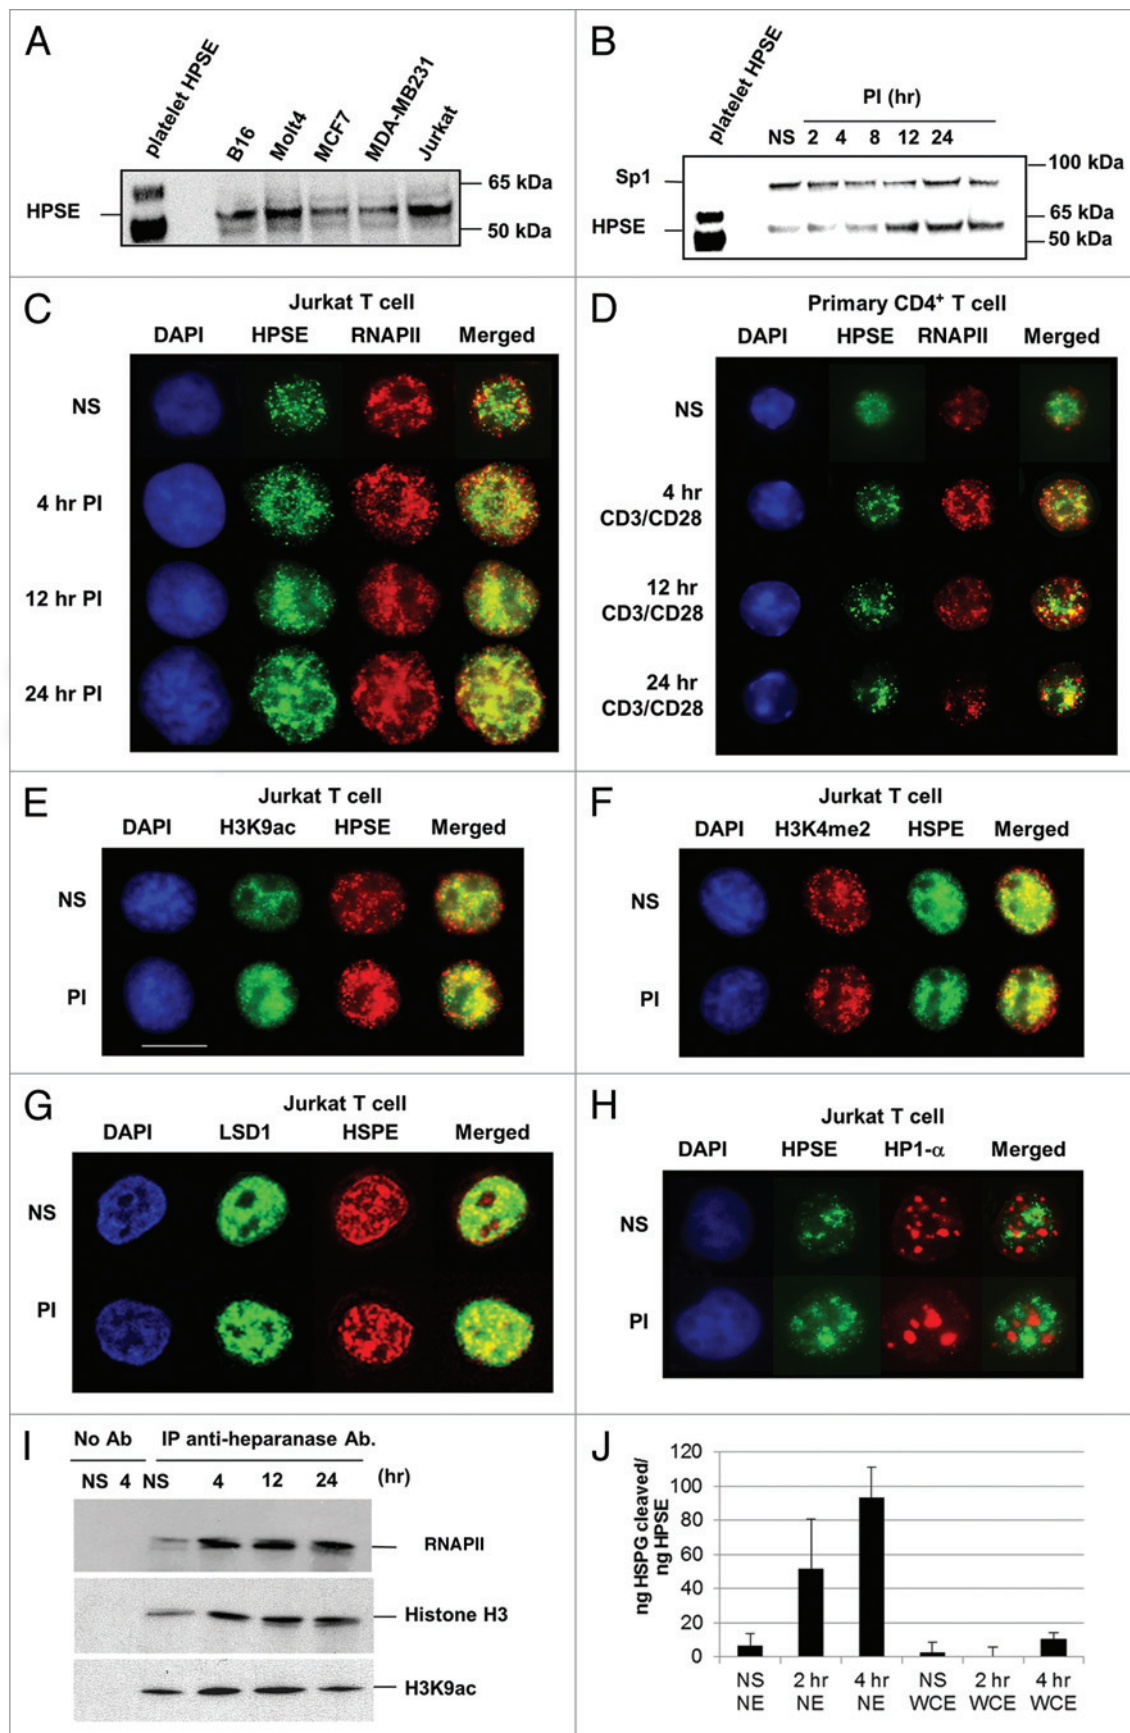 A
platelet HPSE
B16
Molt4
MCF7
MDA-MB231
Jurkat
HPSE
65 kDa
50 kDa
B
platelet HPSE
PI (hr)
NS 2 4 8 12 24
Sp1
HPSE
100 kDa
65 kDa
50 kDa
C
Jurkat T cell
DAPI HPSE RNAPII Merged
NS
4 hr PI
12 hr PI
24 hr PI
D
Primary CD4+ T cell
DAPI HPSE RNAPII Merged
NS
4 hr
CD3/CD28
12 hr
CD3/CD28
24 hr
CD3/CD28
E
Jurkat T cell
DAPI H3K9ac HPSE Merged
NS
PI
F
Jurkat T cell
DAPI H3K4me2 HSPE Merged
NS
PI
G
Jurkat T cell
DAPI LSD1 HSPE Merged
NS
PI
H
Jurkat T cell
DAPI HPSE HP1-α Merged
NS
PI
I
No Ab IP anti-heparanase Ab.
NS 4 NS 4 12 24 (hr)
RNAPII
Histone H3
H3K9ac
J
ng HSPG cleaved/
ng HPSE
120
100
80
60
40
20
0
NS 2 hr 4 hr NS 2 hr 4 hr
NE NE NE WCE WCE WCE